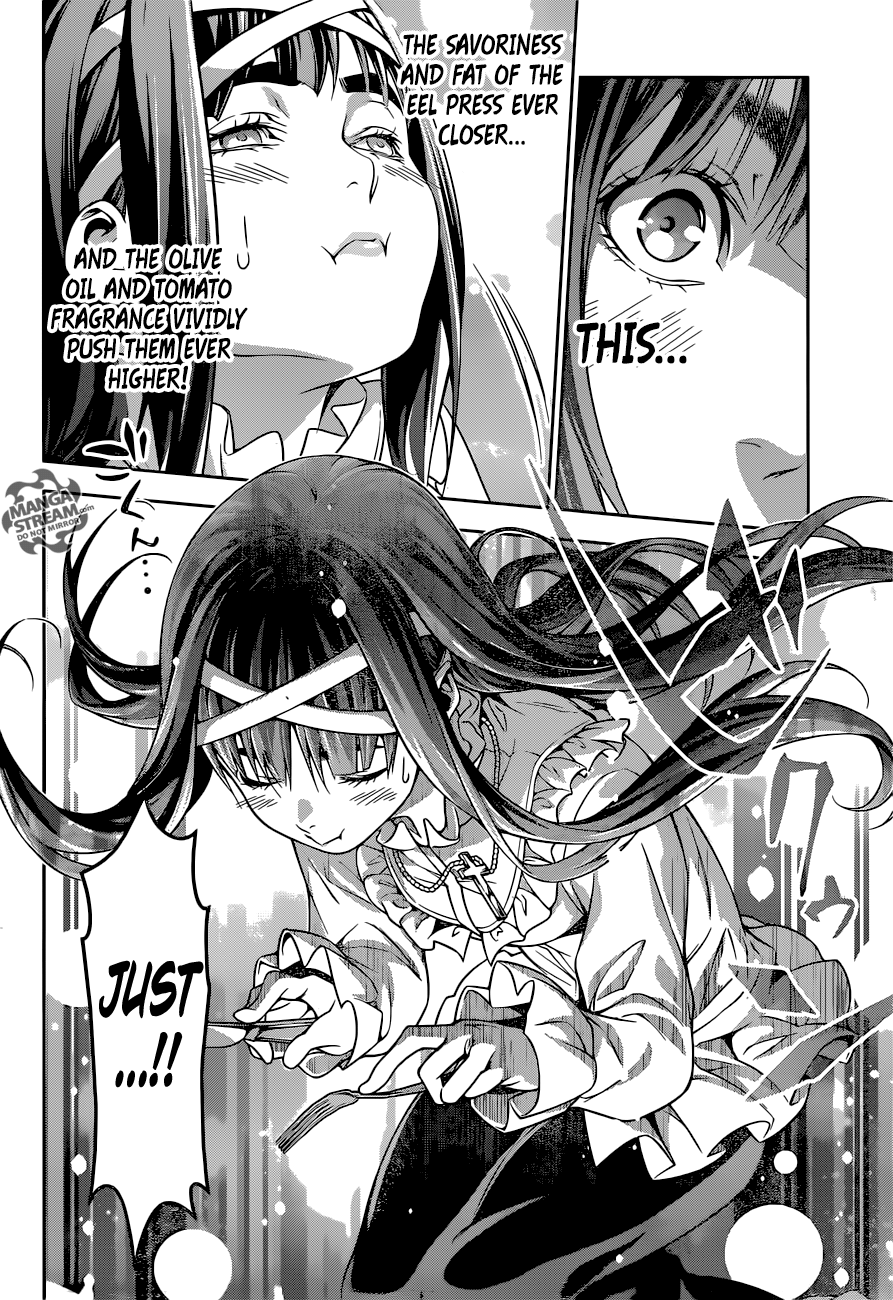 THIS...
THE SAVORINESS
AND FAT OF THE
EEL PRESS EVER
CLOSER...
AND THE OLIVE
OIL AND TOMATO
FRAGRANCE VIVIDLY
PUSH THEM EVER
HIGHER!
MANGA
STREAM.com
DO NOT MIRROR
JUST
...!!